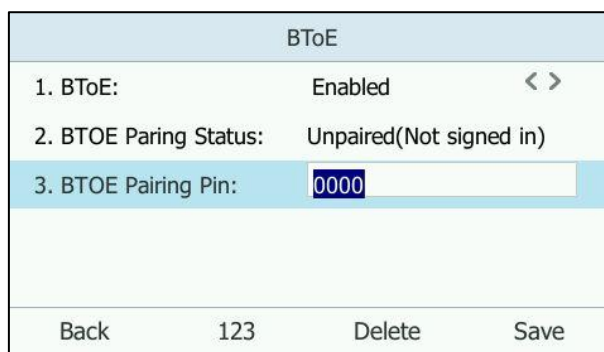 BToE
1. BToE: Enabled < >
2. BTOE Paring Status: Unpaired(Not signed in)
3. BTOE Pairing Pin: 0000
Back 123 Delete Save